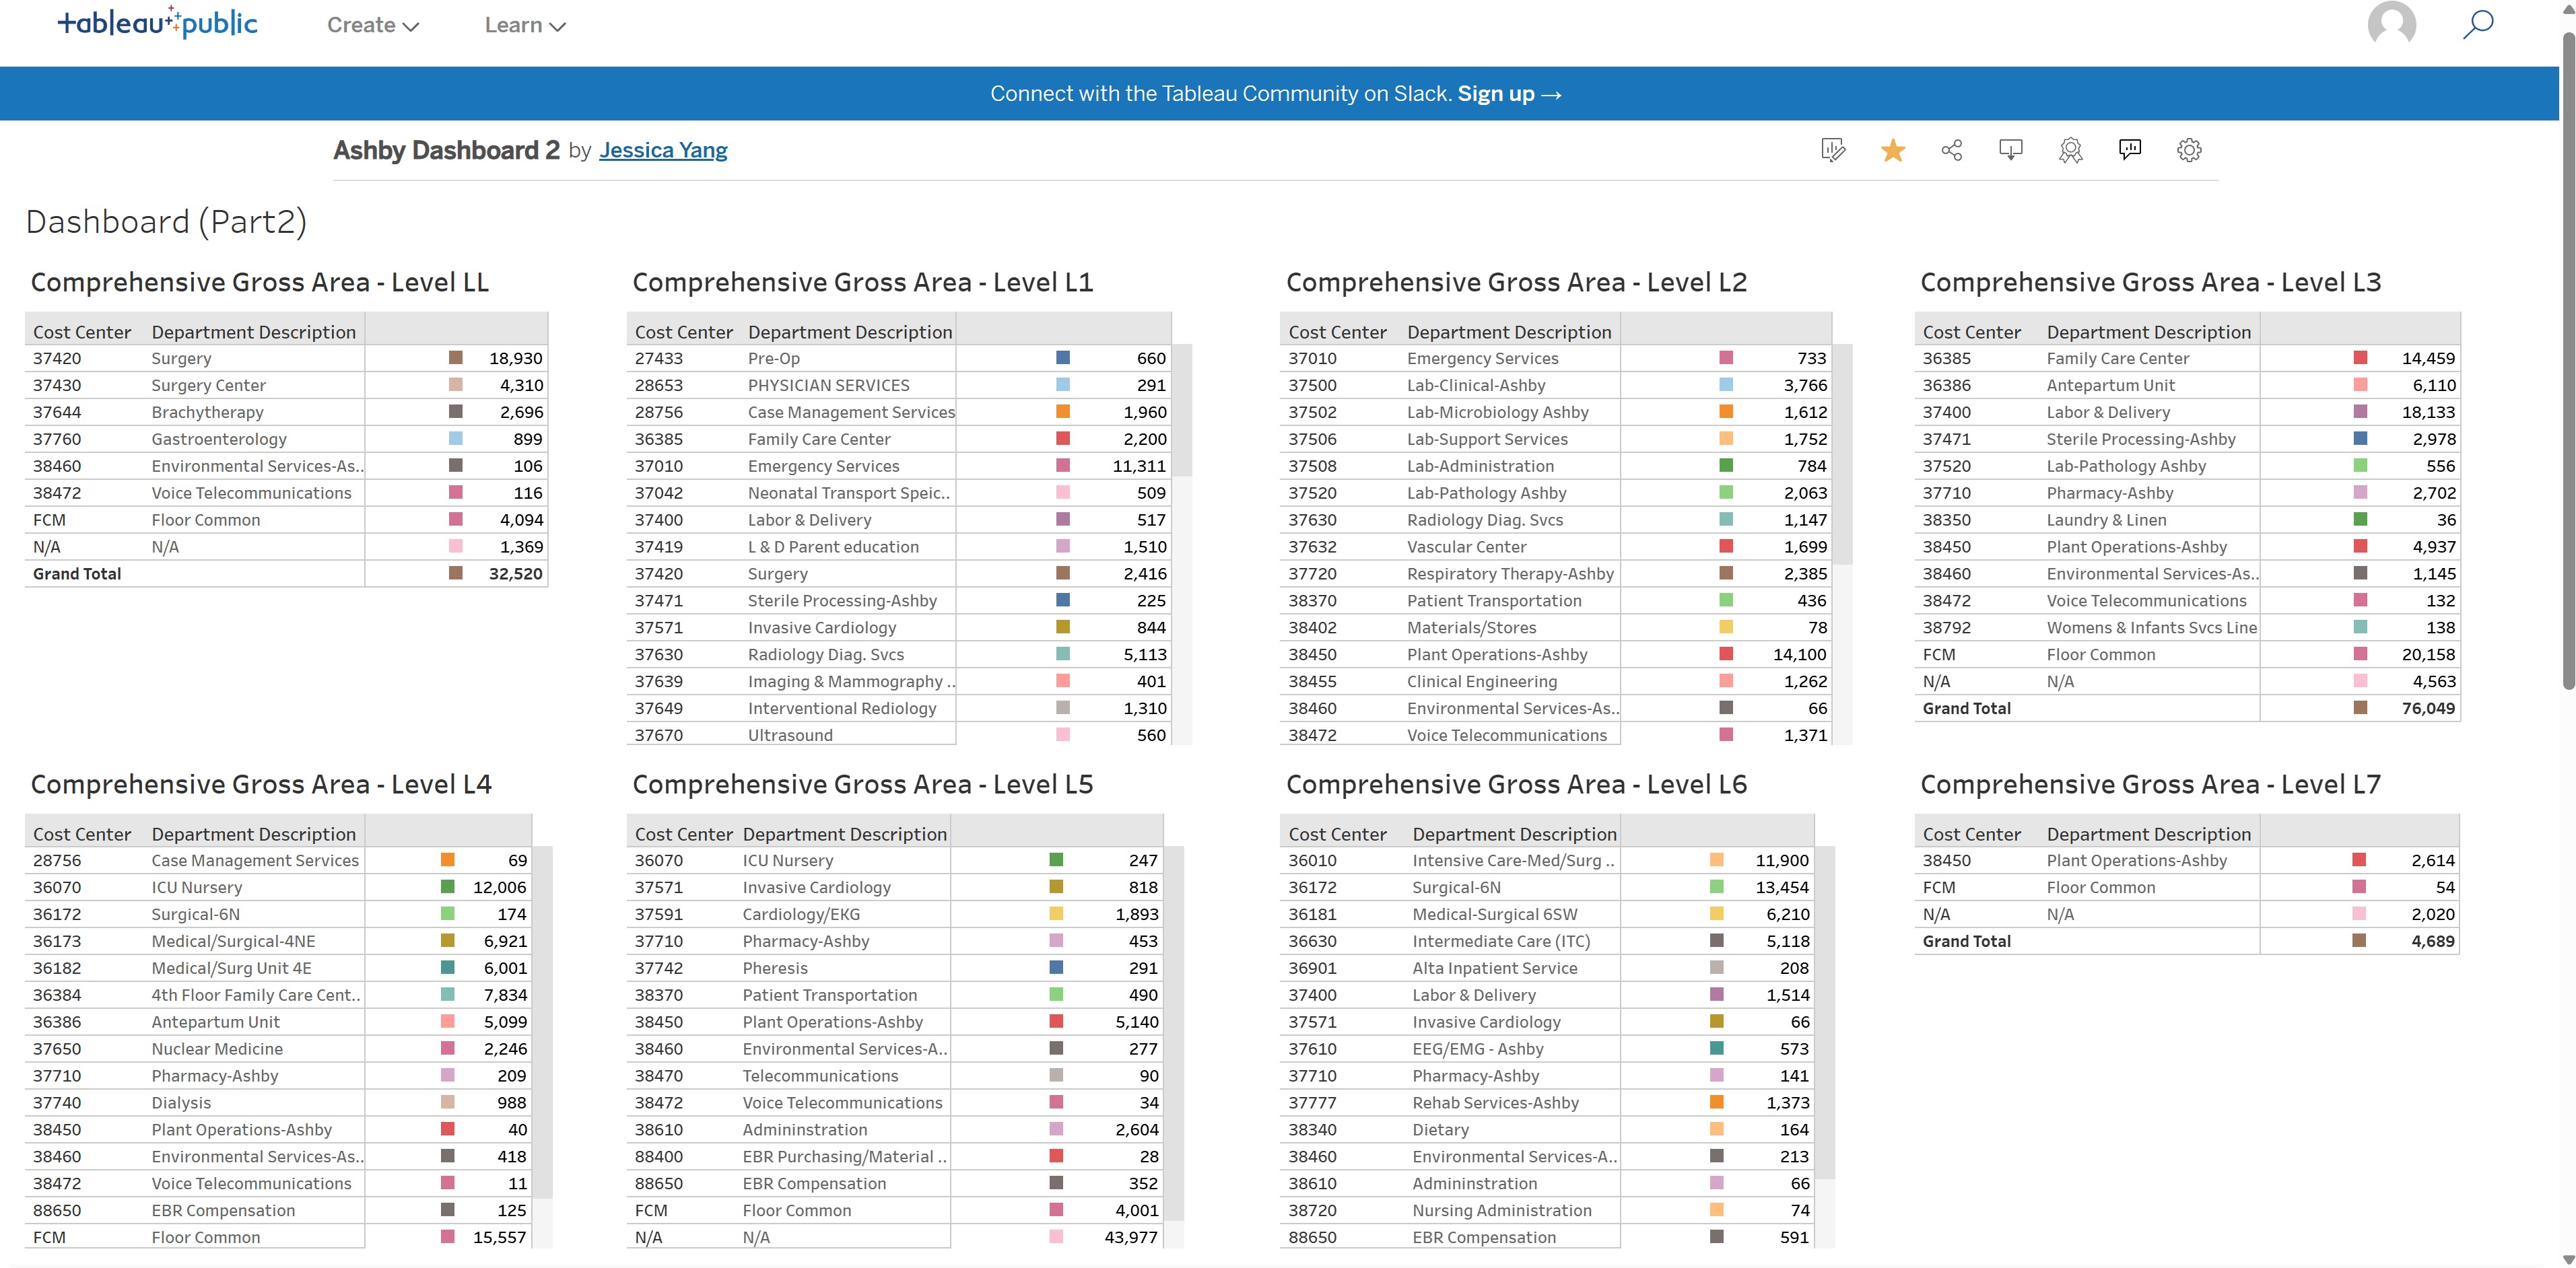 tableau public Create Learn
Connect with the Tableau Community on Slack. Sign up →
Ashby Dashboard 2 by Jessica Yang
Dashboard (Part2)
Comprehensive Gross Area - Level LL
Cost Center Department Description
37420 Surgery 18,930
37430 Surgery Center 4,310
37644 Brachytherapy 2,696
37760 Gastroenterology 899
38460 Environmental Services-As.. 106
38472 Voice Telecommunications 116
FCM Floor Common 4,094
N/A N/A 1,369
Grand Total 32,520
Comprehensive Gross Area - Level L1
Cost Center Department Description
27433 Pre-Op 660
28653 PHYSICIAN SERVICES 291
28756 Case Management Services 1,960
36385 Family Care Center 2,200
37010 Emergency Services 11,311
37042 Neonatal Transport Speic.. 509
37400 Labor & Delivery 517
37419 L & D Parent education 1,510
37420 Surgery 2,416
37471 Sterile Processing-Ashby 225
37571 Invasive Cardiology 844
37630 Radiology Diag. Svcs 5,113
37639 Imaging & Mammography .. 401
37649 Interventional Rediology 1,310
37670 Ultrasound 560
Comprehensive Gross Area - Level L2
Cost Center Department Description
37010 Emergency Services 733
37500 Lab-Clinical-Ashby 3,766
37502 Lab-Microbiology Ashby 1,612
37506 Lab-Support Services 1,752
37508 Lab-Administration 784
37520 Lab-Pathology Ashby 2,063
37630 Radiology Diag. Svcs 1,147
37632 Vascular Center 1,699
37720 Respiratory Therapy-Ashby 2,385
38370 Patient Transportation 436
38402 Materials/Stores 78
38450 Plant Operations-Ashby 14,100
38455 Clinical Engineering 1,262
38460 Environmental Services-As.. 66
38472 Voice Telecommunications 1,371
Comprehensive Gross Area - Level L3
Cost Center Department Description
36385 Family Care Center 14,459
36386 Antepartum Unit 6,110
37400 Labor & Delivery 18,133
37471 Sterile Processing-Ashby 2,978
37520 Lab-Pathology Ashby 556
37710 Pharmacy-Ashby 2,702
38350 Laundry & Linen 36
38450 Plant Operations-Ashby 4,937
38460 Environmental Services-As.. 1,145
38472 Voice Telecommunications 132
38792 Womens & Infants Svcs Line 138
FCM Floor Common 20,158
N/A N/A 4,563
Grand Total 76,049
Comprehensive Gross Area - Level L4
Cost Center Department Description
28756 Case Management Services 69
36070 ICU Nursery 12,006
36172 Surgical-6N 174
36173 Medical/Surgical-4NE 6,921
36182 Medical/Surg Unit 4E 6,001
36384 4th Floor Family Care Cent.. 7,834
36386 Antepartum Unit 5,099
37650 Nuclear Medicine 2,246
37710 Pharmacy-Ashby 209
37740 Dialysis 988
38450 Plant Operations-Ashby 40
38460 Environmental Services-As.. 418
38472 Voice Telecommunications 11
88650 EBR Compensation 125
FCM Floor Common 15,557
Comprehensive Gross Area - Level L5
Cost Center Department Description
36070 ICU Nursery 247
37571 Invasive Cardiology 818
37591 Cardiology/EKG 1,893
37710 Pharmacy-Ashby 453
37742 Pheresis 291
38370 Patient Transportation 490
38450 Plant Operations-Ashby 5,140
38460 Environmental Services-A.. 277
38470 Telecommunications 90
38472 Voice Telecommunications 34
38610 Admininstration 2,604
88400 EBR Purchasing/Material .. 28
88650 EBR Compensation 352
FCM Floor Common 4,001
N/A N/A 43,977
Comprehensive Gross Area - Level L6
Cost Center Department Description
36010 Intensive Care-Med/Surg .. 11,900
36172 Surgical-6N 13,454
36181 Medical-Surgical 6SW 6,210
36630 Intermediate Care (ITC) 5,118
36901 Alta Inpatient Service 208
37400 Labor & Delivery 1,514
37571 Invasive Cardiology 66
37610 EEG/EMG - Ashby 573
37710 Pharmacy-Ashby 141
37777 Rehab Services-Ashby 1,373
38340 Dietary 164
38460 Environmental Services-A.. 213
38610 Admininstration 66
38720 Nursing Administration 74
88650 EBR Compensation 591
Comprehensive Gross Area - Level L7
Cost Center Department Description
38450 Plant Operations-Ashby 2,614
FCM Floor Common 54
N/A N/A 2,020
Grand Total 4,689